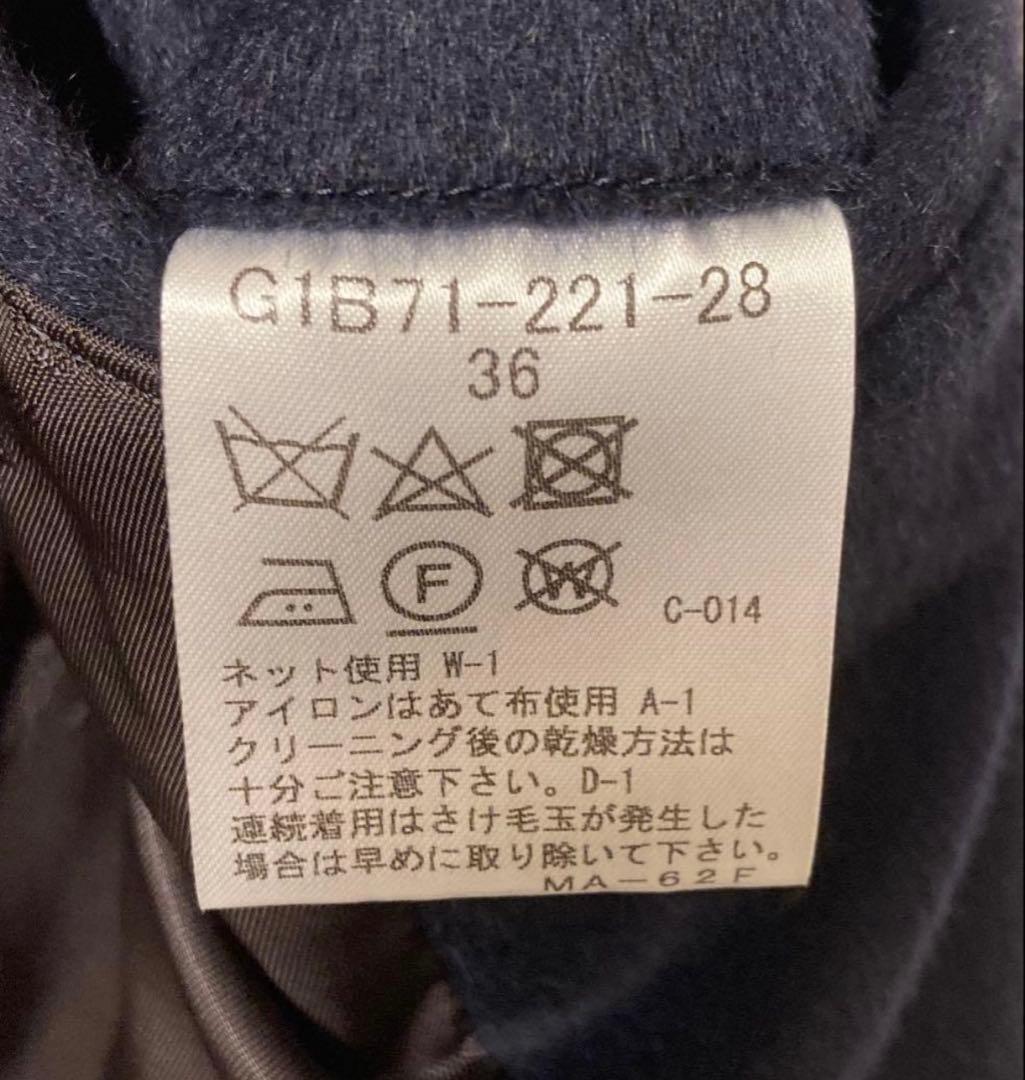 G1B71-221-28
36
F
W
C-014
ネット使用 W-1
アイロンはあて布使用 A-1
クリーニング後の乾燥方法は
十分ご注意下さい。D-1
連続着用はさけ毛玉が発生した
場合は早めに取り除いて下さい。
MA-62F